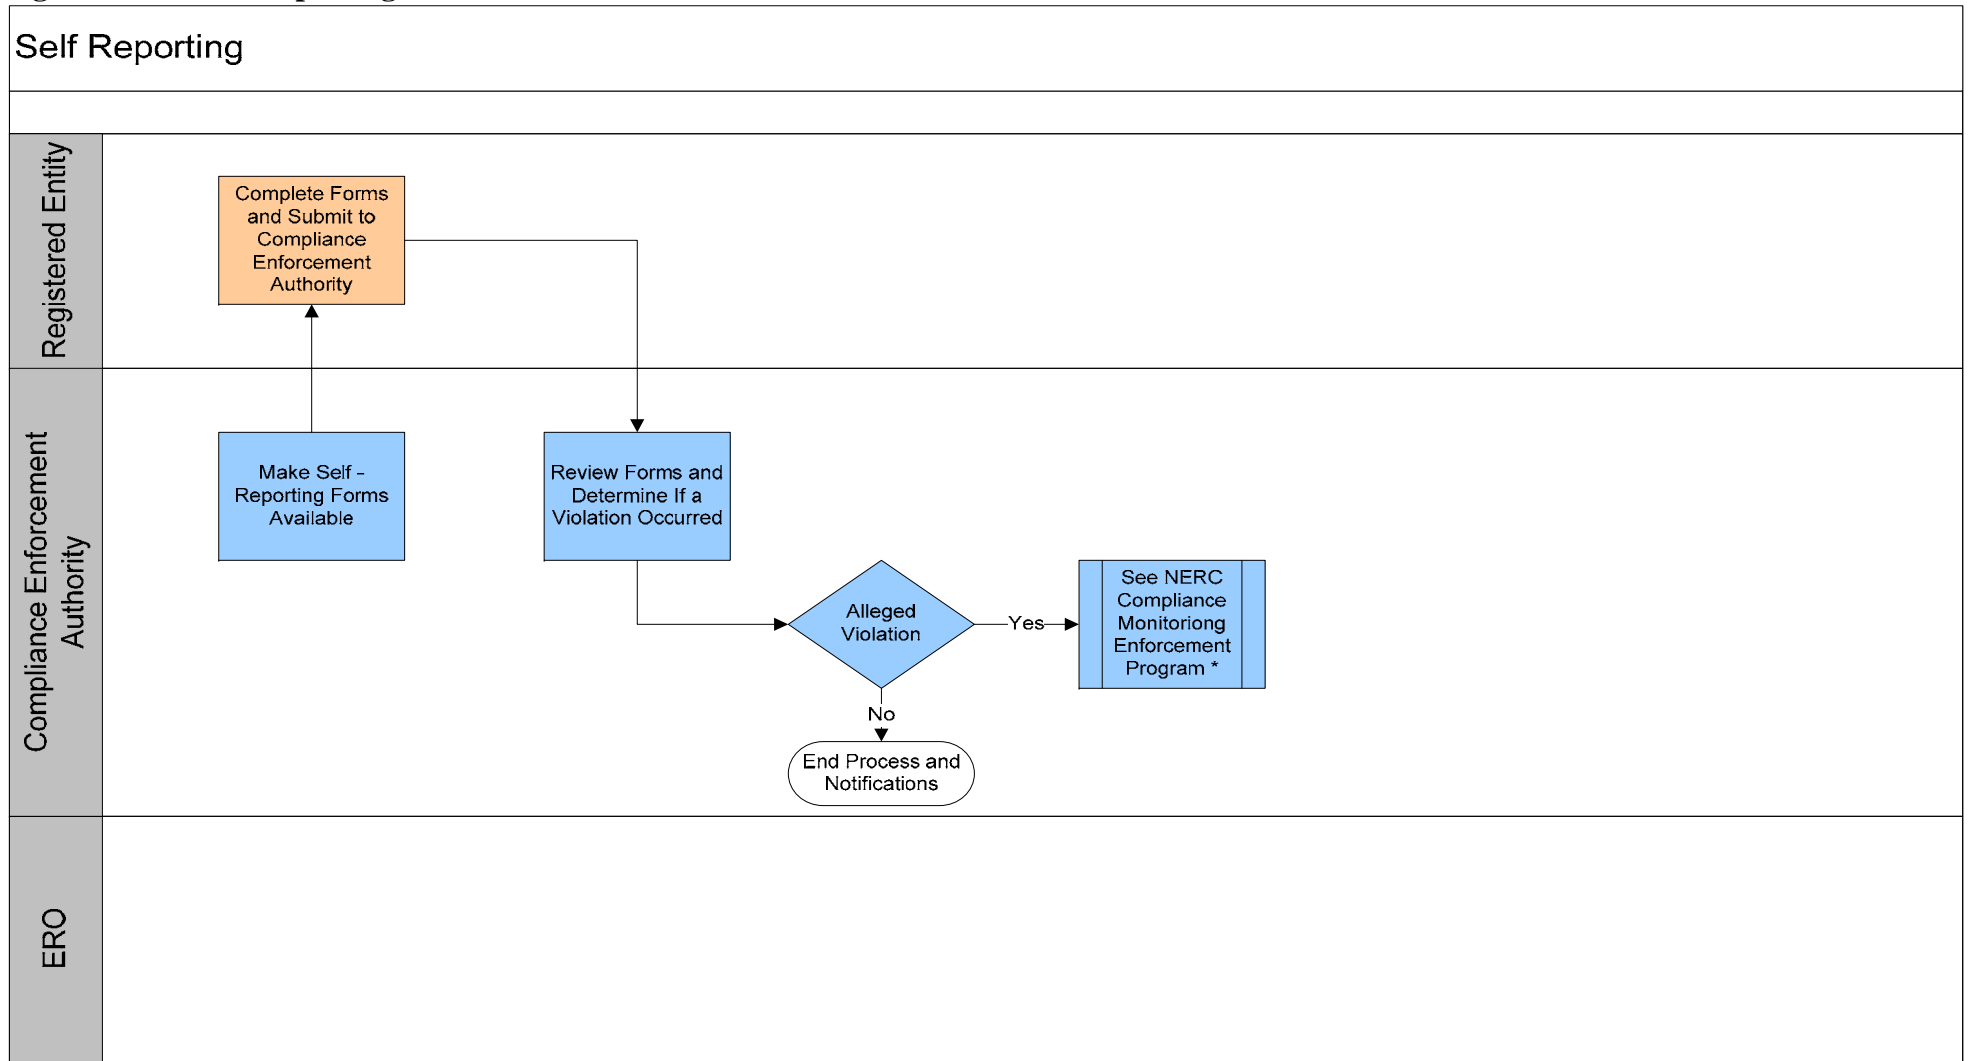 Self Reporting
Registered Entity
Complete Forms
and Submit to
Compliance
Enforcement
Authority
Compliance Enforcement
Authority
Make Self -
Reporting Forms
Available
Review Forms and
Determine If a
Violation Occurred
Alleged
Violation
Yes
See NERC
Compliance
Monitoriong
Enforcement
Program *
No
End Process and
Notifications
ERO